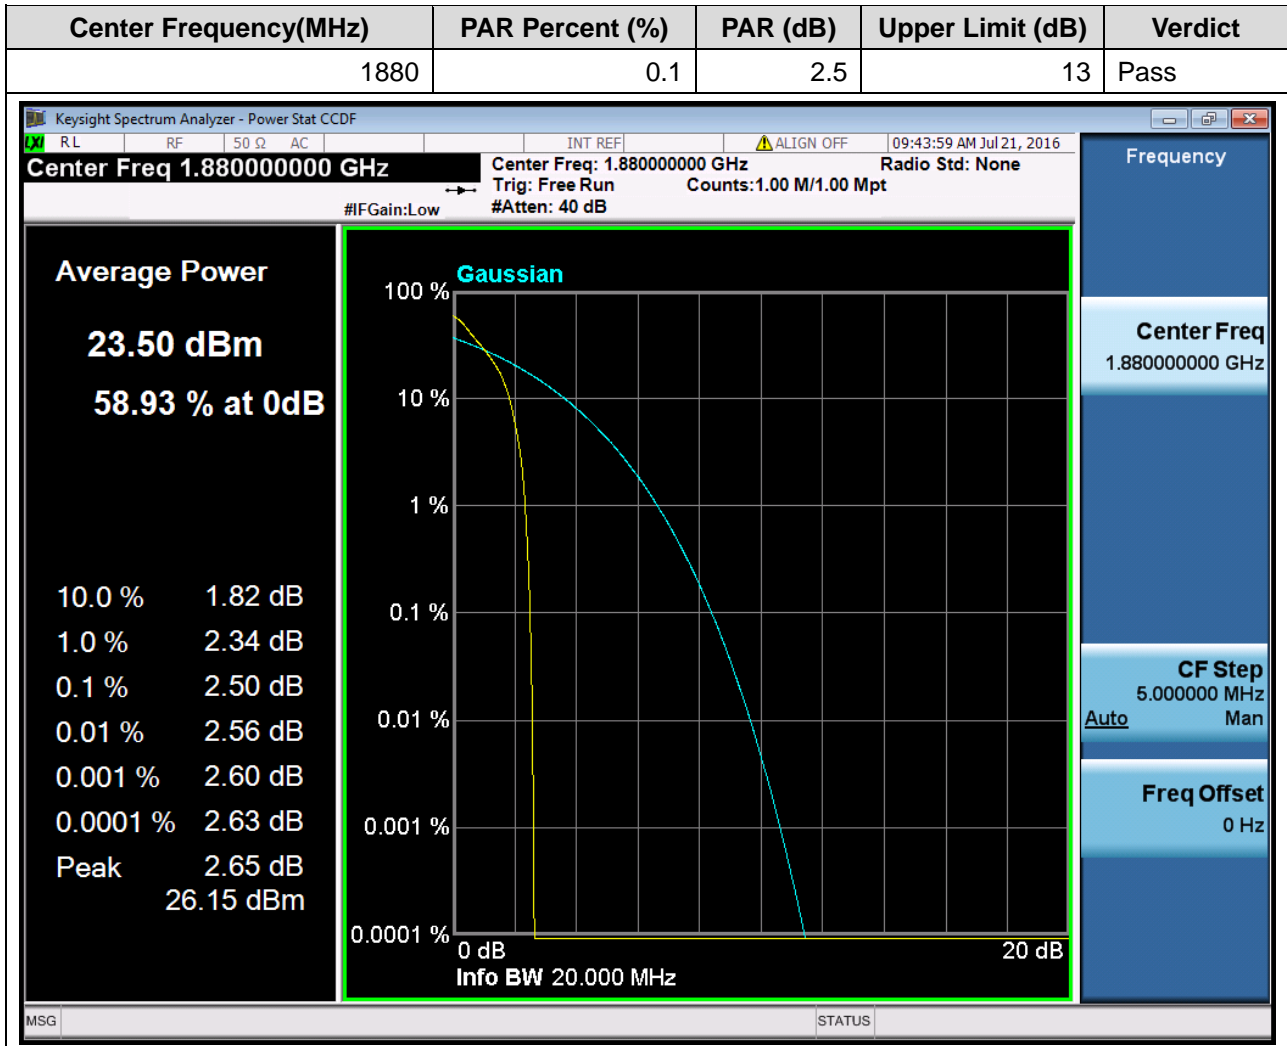 Center Frequency(MHz) PAR Percent (%) PAR (dB) Upper Limit (dB) Verdict
1880 0.1 2.5 13 Pass
Keysight Spectrum Analyzer - Power Stat CCDF
LXI RL RF 50 Ω AC INT REF ALIGN OFF 09:43:59 AM Jul 21, 2016
Center Freq 1.880000000 GHz
Center Freq: 1.880000000 GHz Radio Std: None
Trig: Free Run Counts:1.00 M/1.00 Mpt
#IFGain:Low #Atten: 40 dB
Frequency
Average Power
23.50 dBm
58.93 % at 0dB
10.0 % 1.82 dB
1.0 % 2.34 dB
0.1 % 2.50 dB
0.01 % 2.56 dB
0.001 % 2.60 dB
0.0001 % 2.63 dB
Peak 2.65 dB
26.15 dBm
Gaussian
100 %
10 %
1 %
0.1 %
0.01 %
0.001 %
0.0001 %
0 dB 20 dB
Info BW 20.000 MHz
Center Freq
1.880000000 GHz
CF Step
5.000000 MHz
Auto Man
Freq Offset
0 Hz
MSG STATUS